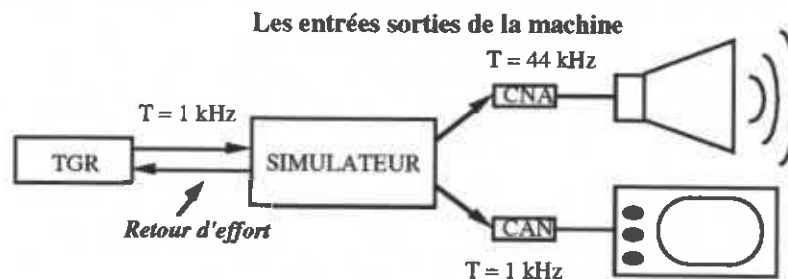 Les entrées sorties de la machine
T = 44 kHz
CNA
T = 1 kHz
TGR
SIMULATEUR
Retour d'effort
CAN
T = 1 kHz